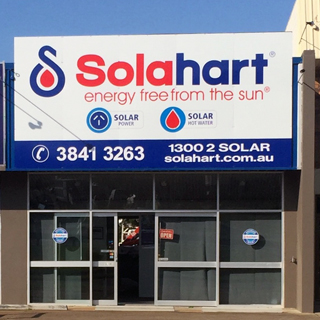 Solahart®
energy free from the sun®
SOLAR POWER
SOLAR HOT WATER
3841 3263
1300 2 SOLAR
solahart.com.au
OPEN